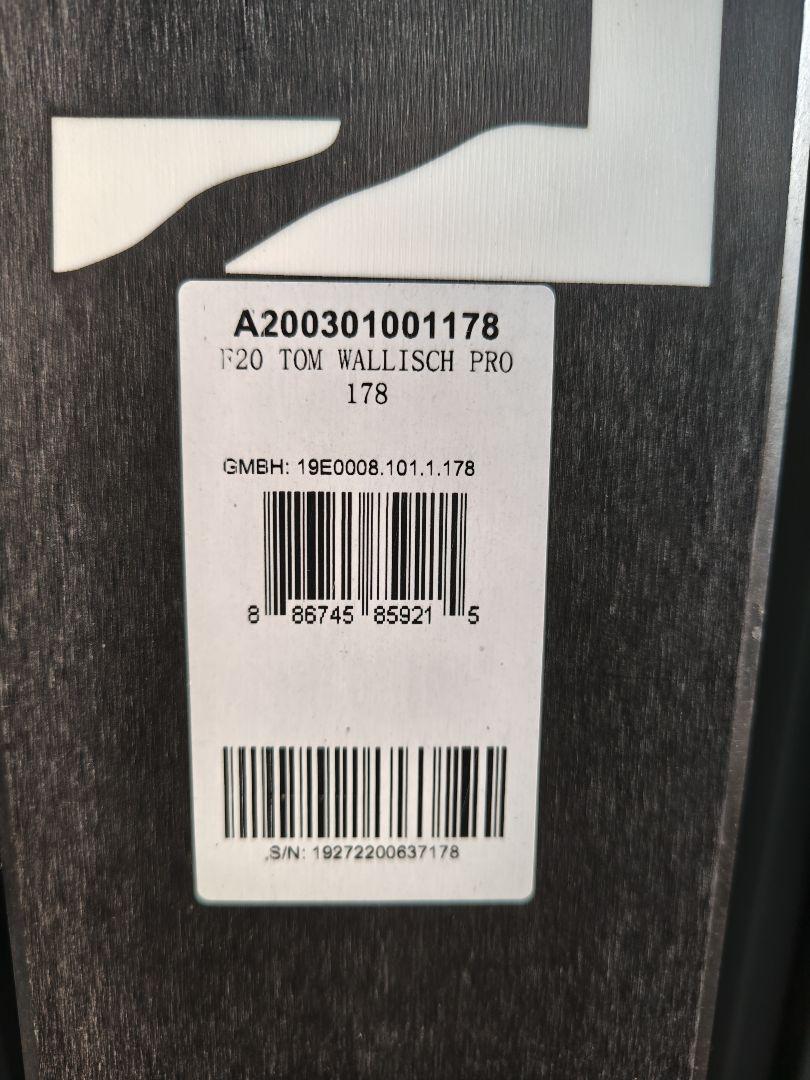 A200301001178
F20 TOM WALLISCH PRO
178
GMBH: 19E0008.101.1.178
8 86745 85921 5
S/N: 19272200637178